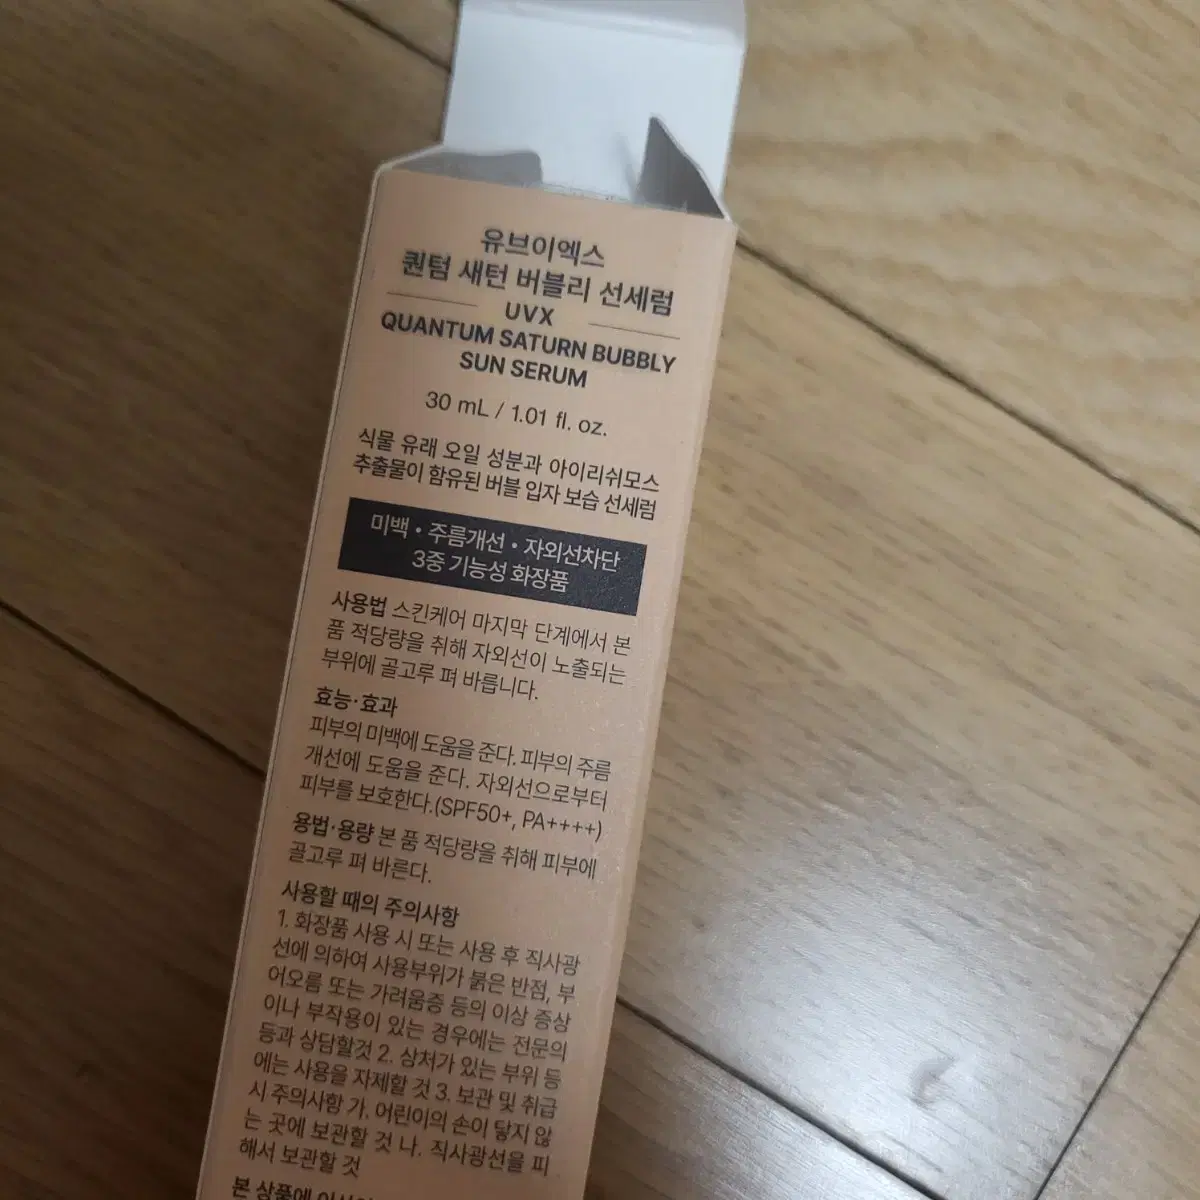 유브이엑스
퀀텀 새턴 버블리 선세럼
UVX
QUANTUM SATURN BUBBLY
SUN SERUM
30 mL / 1.01 fl. oz.
식물 유래 오일 성분과 아이리쉬모스
추출물이 함유된 버블 입자 보습 선세럼
미백·주름개선·자외선차단
3중 기능성 화장품
사용법 스킨케어 마지막 단계에서 본
품 적당량을 취해 자외선이 노출되는
부위에 골고루 펴 바릅니다.
효능·효과
피부의 미백에 도움을 준다. 피부의 주름
개선에 도움을 준다. 자외선으로부터
피부를 보호한다.(SPF50+, PA++++)
용법·용량 본 품 적당량을 취해 피부에
골고루 펴 바른다.
사용할 때의 주의사항
1. 화장품 사용 시 또는 사용 후 직사광
선에 의하여 사용부위가 붉은 반점, 부
어오름 또는 가려움증 등의 이상 증상
이나 부작용이 있는 경우에는 전문의
등과 상담할것 2. 상처가 있는 부위 등
에는 사용을 자제할 것 3. 보관 및 취급
시 주의사항 가. 어린이의 손이 닿지 않
는 곳에 보관할 것 나. 직사광선을 피
해서 보관할 것
본 상품에